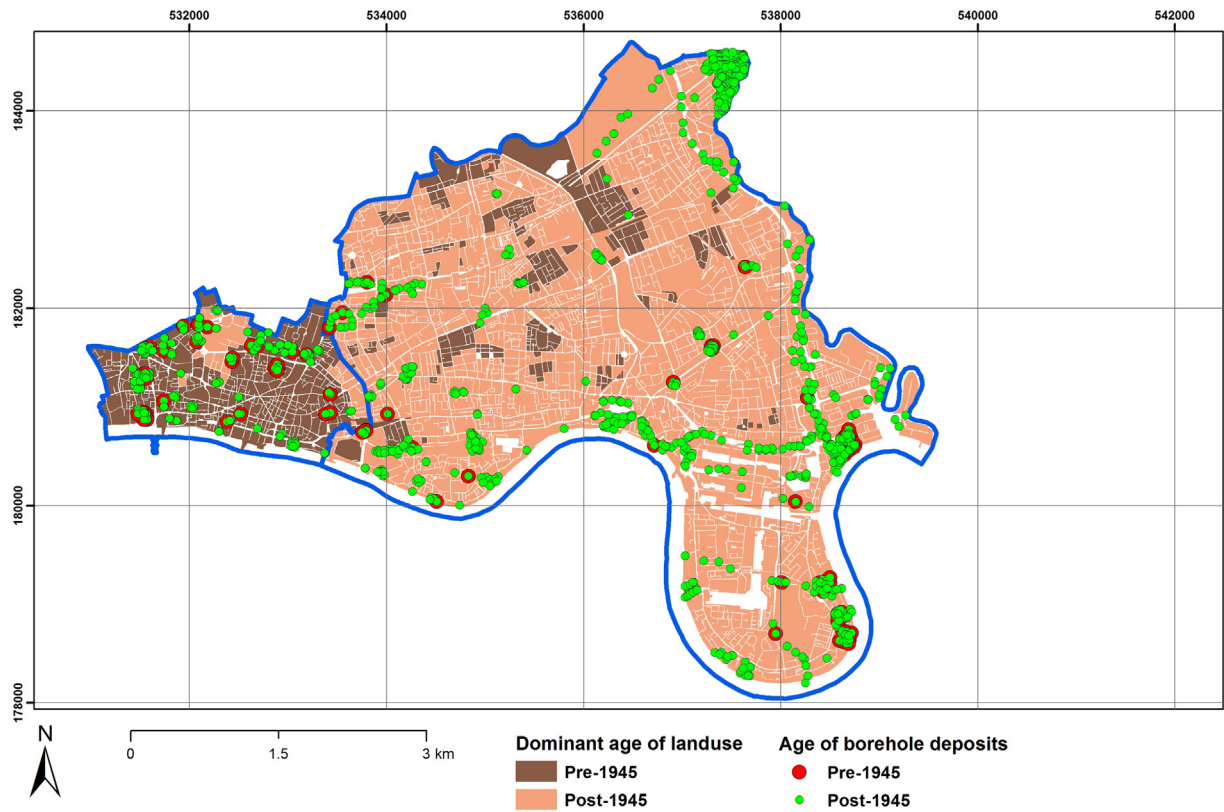 532000 534000 536000 538000 540000 542000
184000
182000
180000
178000
N
0 1.5 3 km
Dominant age of landuse
Pre-1945
Post-1945
Age of borehole deposits
Pre-1945
Post-1945